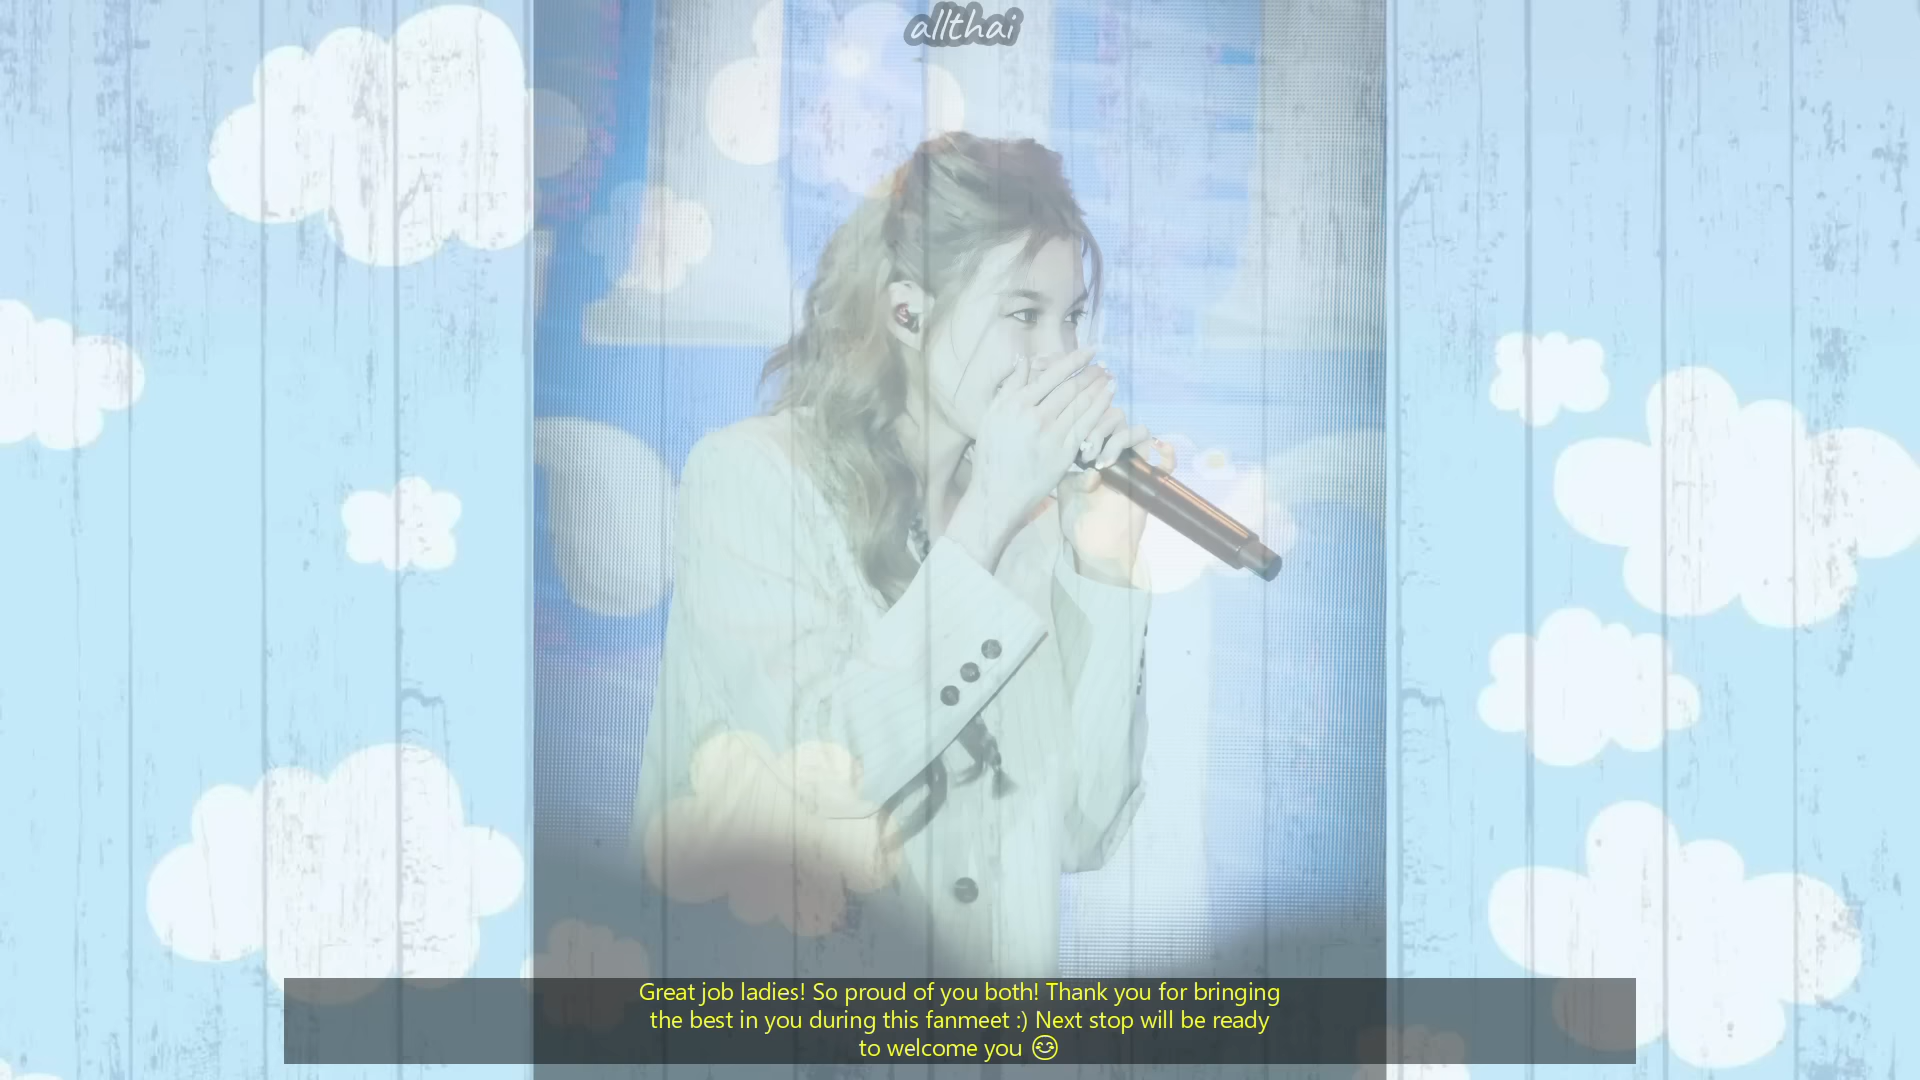 allthai
Great job ladies! So proud of you both! Thank you for bringing
the best in you during this fanmeet :) Next stop will be ready
to welcome you 😊